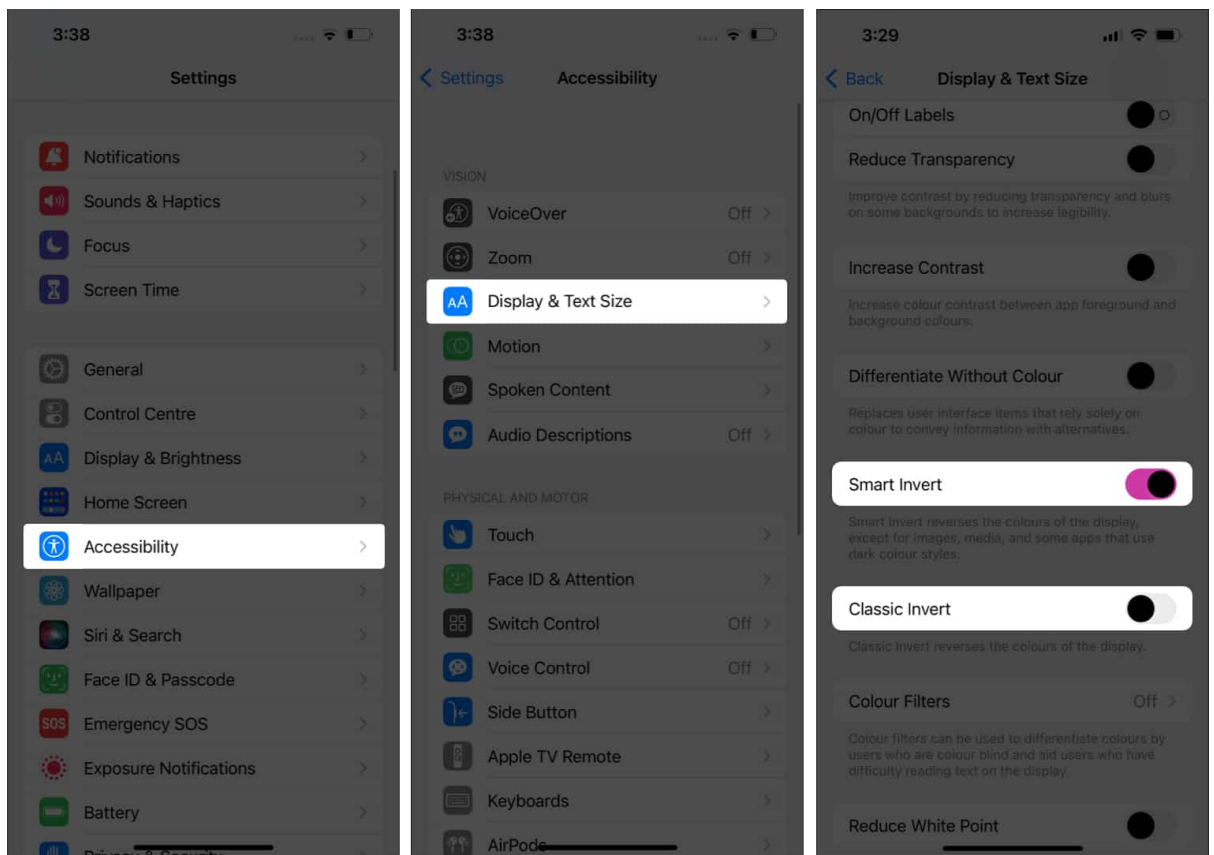 3:38
Settings
Notifications
Sounds & Haptics
Focus
Screen Time
General
Control Centre
AA Display & Brightness
Home Screen
Accessibility
Wallpaper
Siri & Search
Face ID & Passcode
SOS Emergency SOS
Exposure Notifications
Battery
Privacy & Security
3:38
Settings
Accessibility
VISION
VoiceOver Off
Zoom Off
AA Display & Text Size
Motion
Spoken Content
Audio Descriptions Off
PHYSICAL AND MOTOR
Touch
Face ID & Attention
Switch Control Off
Voice Control Off
Side Button
Apple TV Remote
Keyboards
AirPods
3:29
Back
Display & Text Size
On/Off Labels
Reduce Transparency
Improve contrast by reducing transparency and blurs
on some backgrounds to increase legibility.
Increase Contrast
Increase colour contrast between app foreground and
background colours.
Differentiate Without Colour
Replaces user interface items that rely solely on
colour to convey information with alternatives.
Smart Invert
Smart Invert reverses the colours of the display,
except for images, media, and some apps that use
dark colour styles.
Classic Invert
Classic Invert reverses the colours of the display.
Colour Filters Off
Colour filters can be used to differentiate colours by
users who are colour blind and aid users who have
difficulty reading text on the display.
Reduce White Point